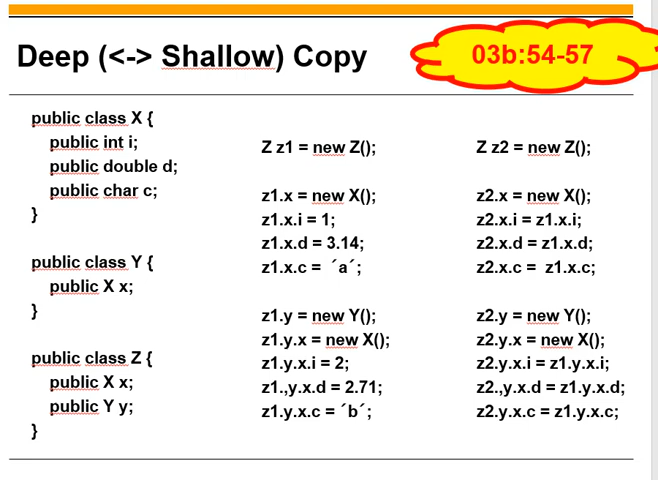 Deep (<-> Shallow) Copy
03b:54-57
public class X {
public int i;
public double d;
public char c;
}
public class Y {
public X x;
}
public class Z {
public X x;
public Y y;
}
Z z1 = new Z();
z1.x = new X();
z1.x.i = 1;
z1.x.d = 3.14;
z1.x.c = ´a´;
z1.y = new Y();
z1.y.x = new X();
z1.y.x.i = 2;
z1.,y.x.d = 2.71;
z1.y.x.c = ´b´;
Z z2 = new Z();
z2.x = new X();
z2.x.i = z1.x.i;
z2.x.d = z1.x.d;
z2.x.c = z1.x.c;
z2.y = new Y();
z2.y.x = new X();
z2.y.x.i = z1.y.x.i;
z2.,y.x.d = z1.y.x.d;
z2.y.x.c = z1.y.x.c;